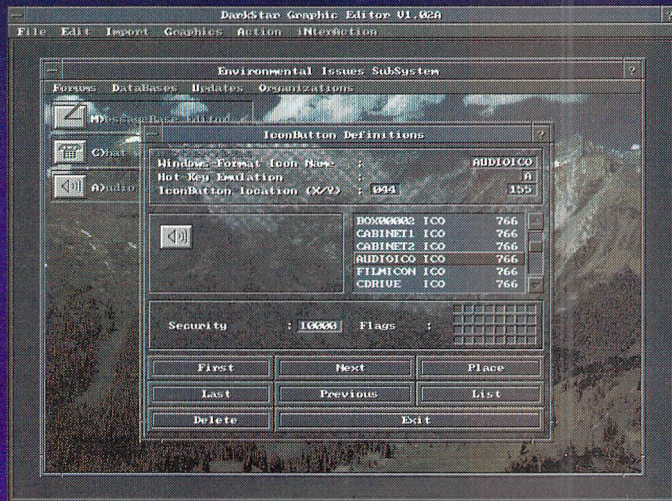 DarkStar Graphic Editor V1.02A ?
File Edit Import Graphics Action iNterAction
Environmental Issues SubSystem ?
Forums DataBases Updates Organizations
M)essageBase Editor
C)hat
A)udio
IconButton Definitions ?
Windows-Format Icon Name : AUDIOICO
Hot-Key Emulation : A
IconButton location (X/Y) : 044 155
BOX00002 ICO 766
CABINET1 ICO 766
CABINET2 ICO 766
AUDIOICO ICO 766
FILMICON ICO 766
CDRIVE ICO 766
Security : 10000 Flags :
First Next Place
Last Previous List
Delete Exit